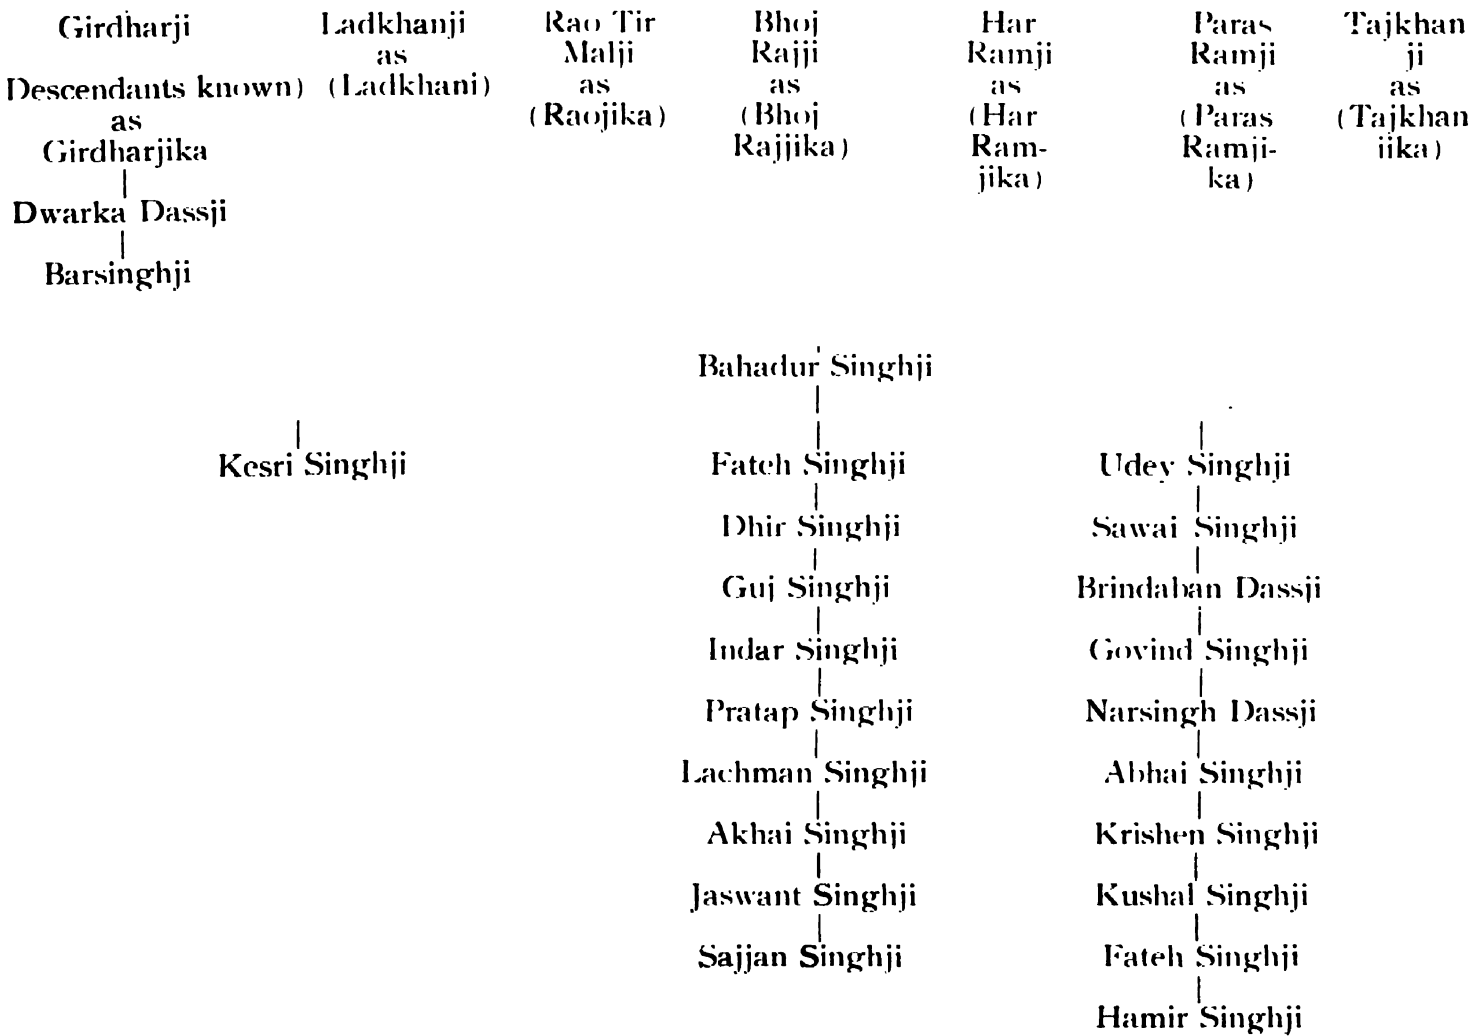 Girdharji Ladkhanji Rao Tir Bhoj Har Paras Tajkhan
as Malji Rajji Ramji Ramji ji
Descendants known) (Ladkhani) as as as as as
as (Raojika) (Bhoj (Har (Paras (Tajkhan
Girdharjika Rajjika) Ram- Ramji- jika)
jika) ka)
Dwarka Dassji
Barsinghji
Bahadur Singhji
Kesri Singhji Fateh Singhji Udey Singhji
Dhir Singhji Sawai Singhji
Guj Singhji Brindaban Dassji
Indar Singhji Govind Singhji
Pratap Singhji Narsingh Dassji
Lachman Singhji Abhai Singhji
Akhai Singhji Krishen Singhji
Jaswant Singhji Kushal Singhji
Sajjan Singhji Fateh Singhji
Hamir Singhji